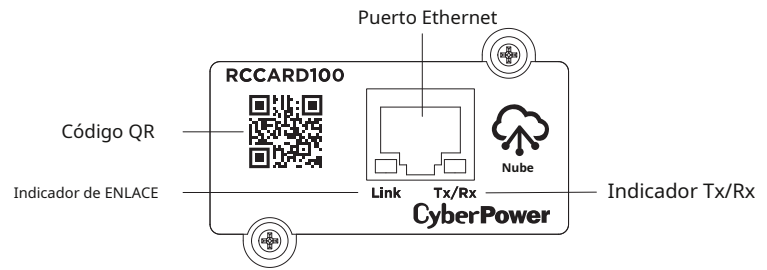 Puerto Ethernet
RCCARD100
Código QR
Nube
Indicador de ENLACE
Link
Tx/Rx
Indicador Tx/Rx
CyberPower